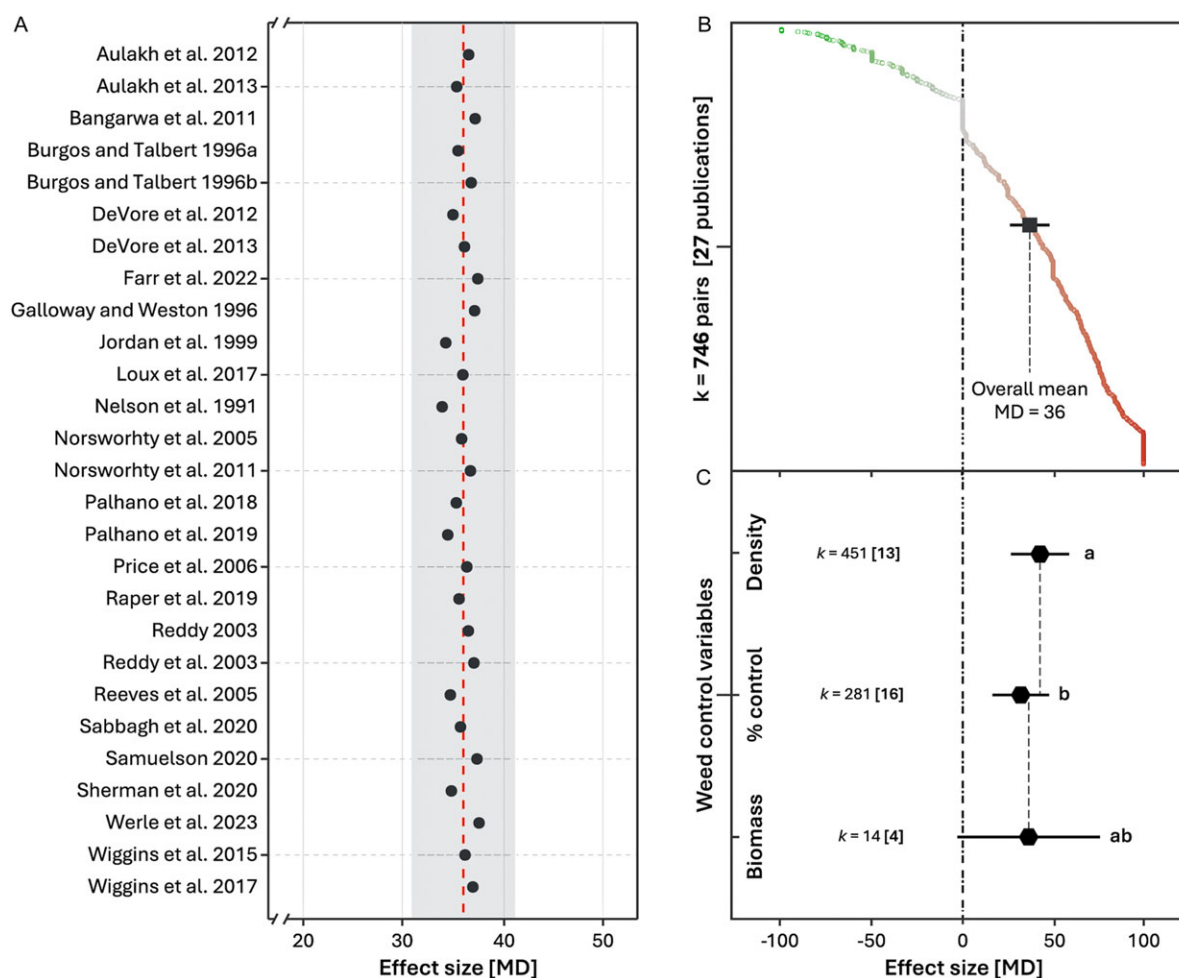 A
Aulakh et al. 2012
Aulakh et al. 2013
Bangarwa et al. 2011
Burgos and Talbert 1996a
Burgos and Talbert 1996b
DeVore et al. 2012
DeVore et al. 2013
Farr et al. 2022
Galloway and Weston 1996
Jordan et al. 1999
Loux et al. 2017
Nelson et al. 1991
Norsworhty et al. 2005
Norsworhty et al. 2011
Palhano et al. 2018
Palhano et al. 2019
Price et al. 2006
Raper et al. 2019
Reddy 2003
Reddy et al. 2003
Reeves et al. 2005
Sabbagh et al. 2020
Samuelson 2020
Sherman et al. 2020
Werle et al. 2023
Wiggins et al. 2015
Wiggins et al. 2017
20 30 40 50
Effect size [MD]
B
k = 746 pairs [27 publications]
Overall mean
MD = 36
C
Weed control variables
Density
k = 451 [13]
a
% control
k = 281 [16]
b
Biomass
k = 14 [4]
ab
-100 -50 0 50 100
Effect size [MD]